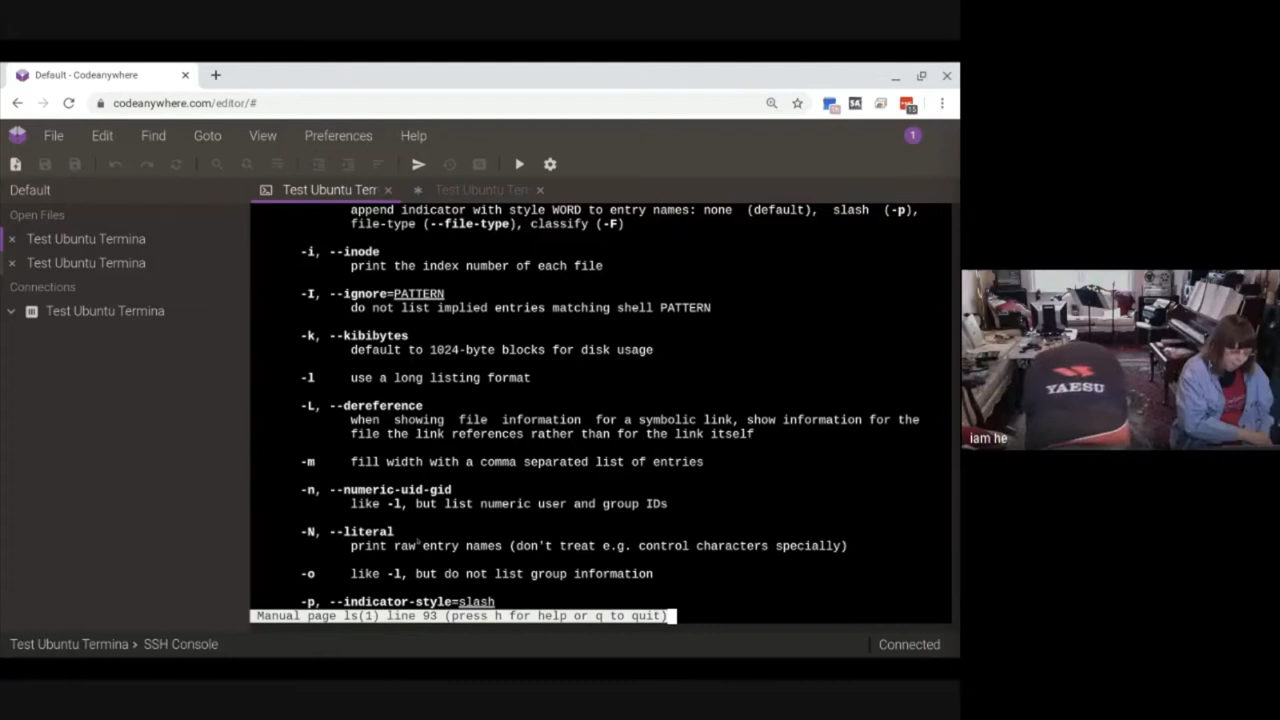 Default - Codeanywhere
codeanywhere.com/editor/#
File Edit Find Goto View Preferences Help
1
Default
Test Ubuntu Terr
Test Ubuntu Terr
Open Files
Test Ubuntu Termina
Test Ubuntu Termina
Connections
Test Ubuntu Termina
append indicator with style WORD to entry names: none (default), slash (-p),
file-type (--file-type), classify (-F)
-i, --inode
print the index number of each file
-I, --ignore=PATTERN
do not list implied entries matching shell PATTERN
-k, --kibibytes
default to 1024-byte blocks for disk usage
-l use a long listing format
-L, --dereference
when showing file information for a symbolic link, show information for the
file the link references rather than for the link itself
-m fill width with a comma separated list of entries
-n, --numeric-uid-gid
like -l, but list numeric user and group IDs
-N, --literal
print raw entry names (don't treat e.g. control characters specially)
-o like -l, but do not list group information
-p, --indicator-style=slash
Manual page ls(1) line 93 (press h for help or q to quit)
Test Ubuntu Termina › SSH Console
Connected
YAESU
iam he